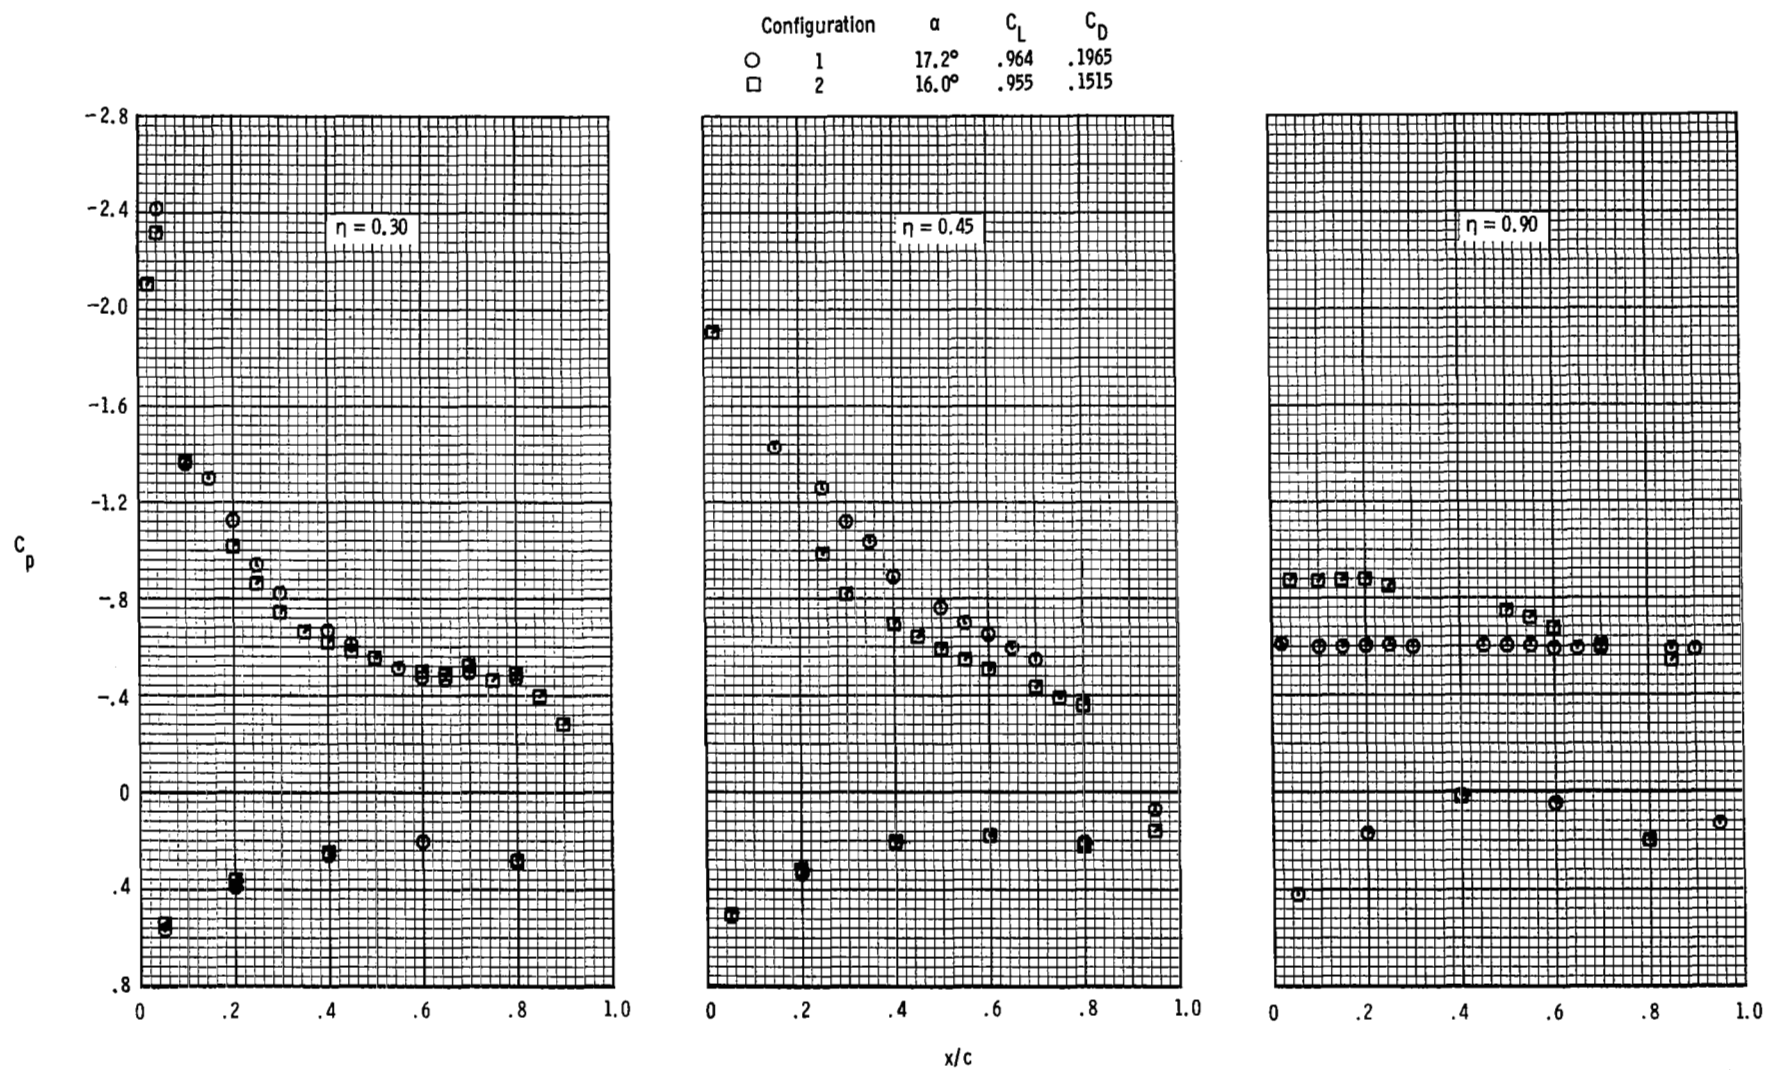 Configuration α C_L C_D
1 17.2° .964 .1965
2 16.0° .955 .1515
-2.8
-2.4
-2.0
-1.6
-1.2
-.8
-.4
0
.4
.8
C_p
η = 0.30
η = 0.45
η = 0.90
0 .2 .4 .6 .8 1.0
0 .2 .4 .6 .8 1.0
0 .2 .4 .6 .8 1.0
x/c